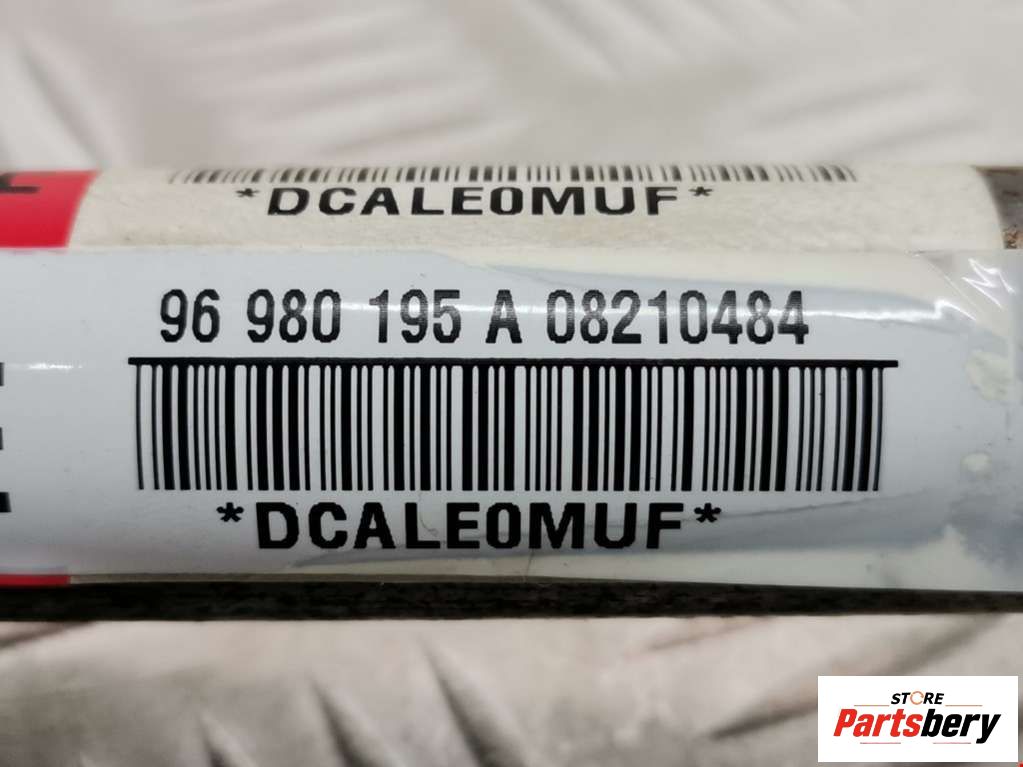 *DCALE0MUF*
96 980 195 A 08210484
*DCALE0MUF*
STORE
Partsbery